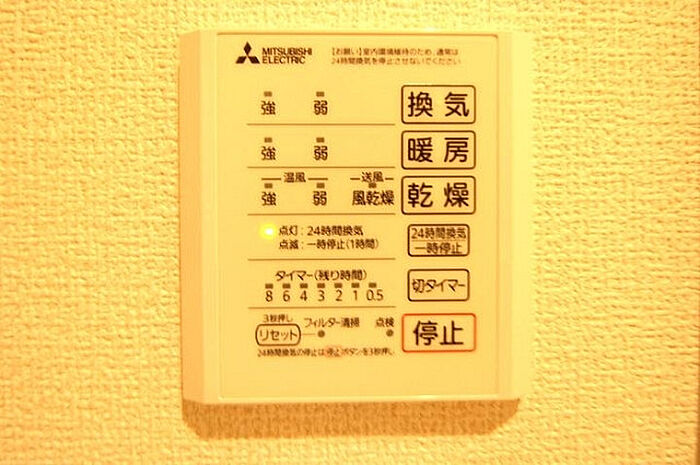 MITSUBISHI
ELECTRIC
【お願い】室内環境維持のため、通常は
24時間換気を停止させないでください
強 弱 換気
強 弱 暖房
温風 送風
強 弱 風乾燥 乾燥
点灯:24時間換気
点滅:一時停止(1時間)
24時間換気
一時停止
タイマー(残り時間)
8 6 4 3 2 1 0.5
切タイマー
3秒押し
リセット フィルター清掃 点検
停止
24時間換気の停止は停止ボタンを3秒押し